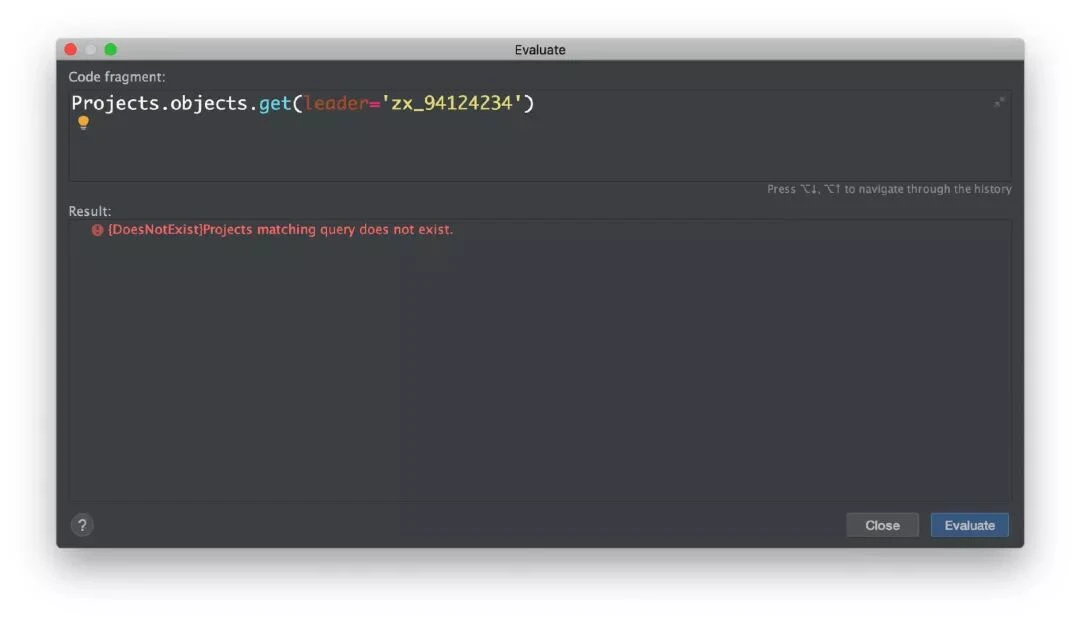 Evaluate
Code fragment:
Projects.objects.get(leader='zx_94124234')
Press ⌥↓, ⌥↑ to navigate through the history
Result:
{DoesNotExist}Projects matching query does not exist.
?
Close
Evaluate